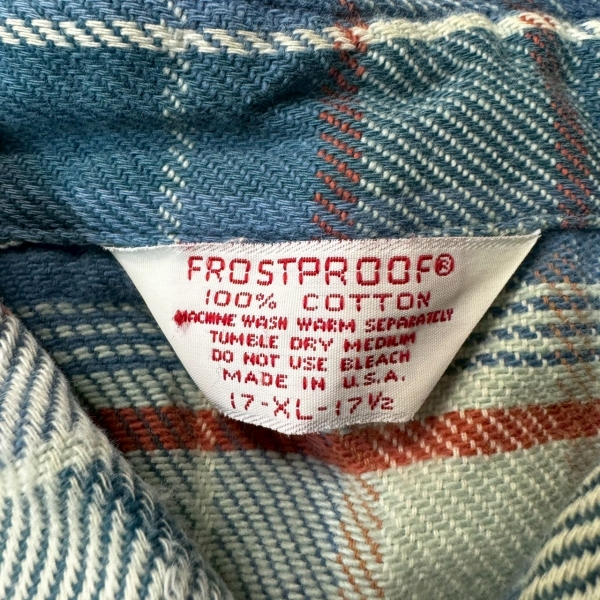 FROSTPROOF®
100% COTTON
MACHINE WASH WARM SEPARATELY
TUMBLE DRY MEDIUM
DO NOT USE BLEACH
MADE IN U.S.A.
17-XL-17½